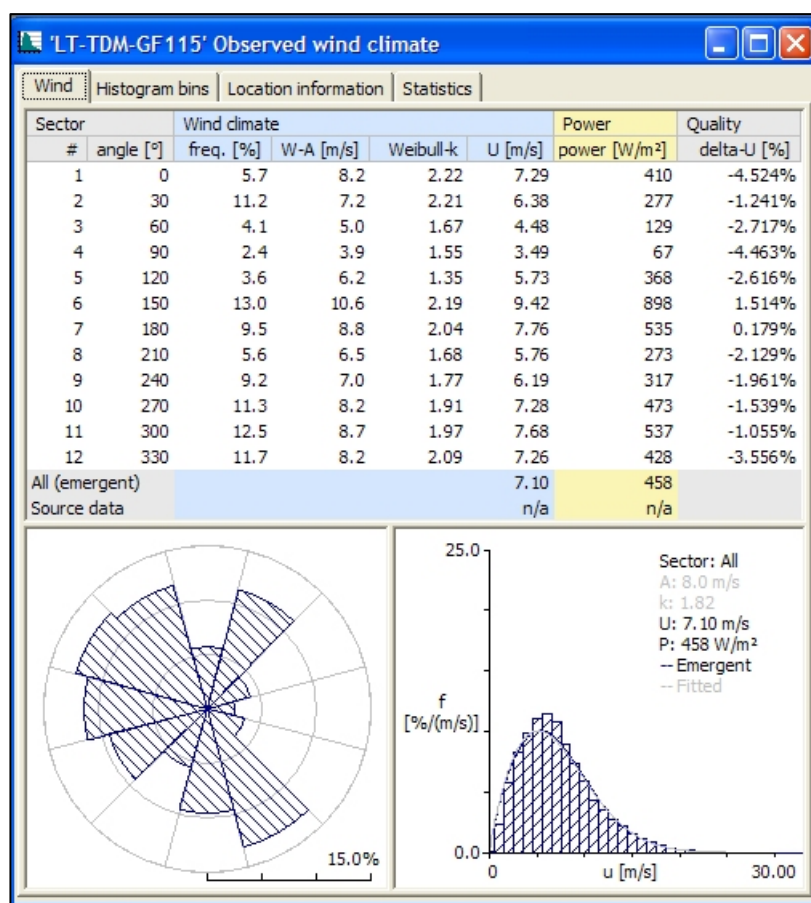 'LT-TDM-GF115' Observed wind climate
Wind Histogram bins Location information Statistics
Sector Wind climate Power Quality
# angle [°] freq. [%] W-A [m/s] Weibull-k U [m/s] power [W/m²] delta-U [%]
1 0 5.7 8.2 2.22 7.29 410 -4.524%
2 30 11.2 7.2 2.21 6.38 277 -1.241%
3 60 4.1 5.0 1.67 4.48 129 -2.717%
4 90 2.4 3.9 1.55 3.49 67 -4.463%
5 120 3.6 6.2 1.35 5.73 368 -2.616%
6 150 13.0 10.6 2.19 9.42 898 1.514%
7 180 9.5 8.8 2.04 7.76 535 0.179%
8 210 5.6 6.5 1.68 5.76 273 -2.129%
9 240 9.2 7.0 1.77 6.19 317 -1.961%
10 270 11.3 8.2 1.91 7.28 473 -1.539%
11 300 12.5 8.7 1.97 7.68 537 -1.055%
12 330 11.7 8.2 2.09 7.26 428 -3.556%
All (emergent) 7.10 458
Source data n/a n/a
15.0%
25.0
Sector: All
A: 8.0 m/s
k: 1.82
U: 7.10 m/s
P: 458 W/m²
-- Emergent
-- Fitted
f
[%/(m/s)]
0.0
0 u [m/s] 30.00